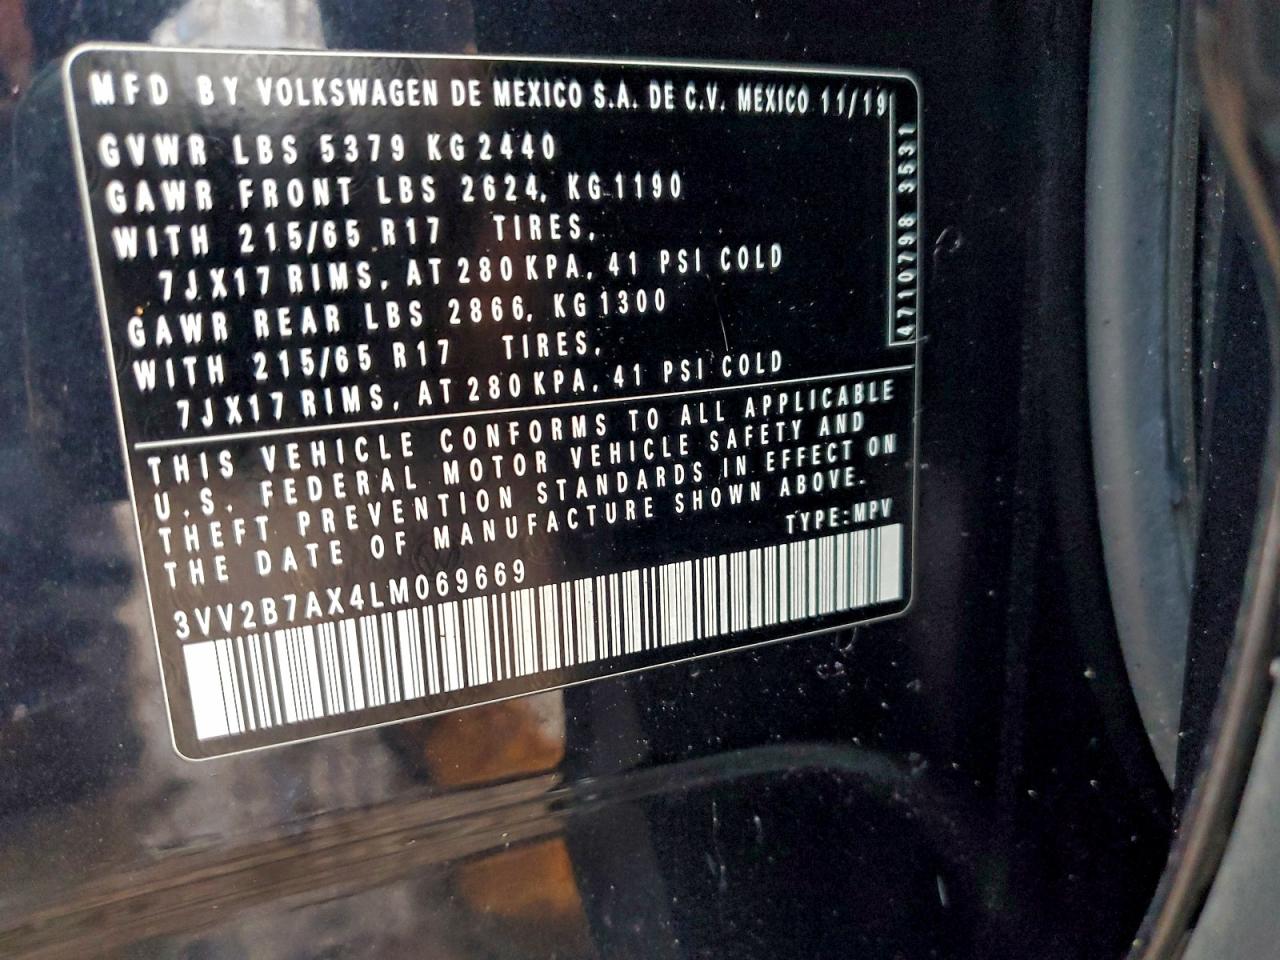 MFD BY VOLKSWAGEN DE MEXICO S.A. DE C.V. MEXICO 11/19
GVWR LBS 5379 KG 2440
GAWR FRONT LBS 2624, KG 1190
WITH 215/65 R17 TIRES,
7JX17 RIMS, AT 280 KPA, 41 PSI COLD
GAWR REAR LBS 2866, KG 1300
WITH 215/65 R17 TIRES,
7JX17 RIMS, AT 280 KPA, 41 PSI COLD
4710798 3531
THIS VEHICLE CONFORMS TO ALL APPLICABLE
U.S. FEDERAL MOTOR VEHICLE SAFETY AND
THEFT PREVENTION STANDARDS IN EFFECT ON
THE DATE OF MANUFACTURE SHOWN ABOVE.
TYPE:MPV
3VV2B7AX4LM069669